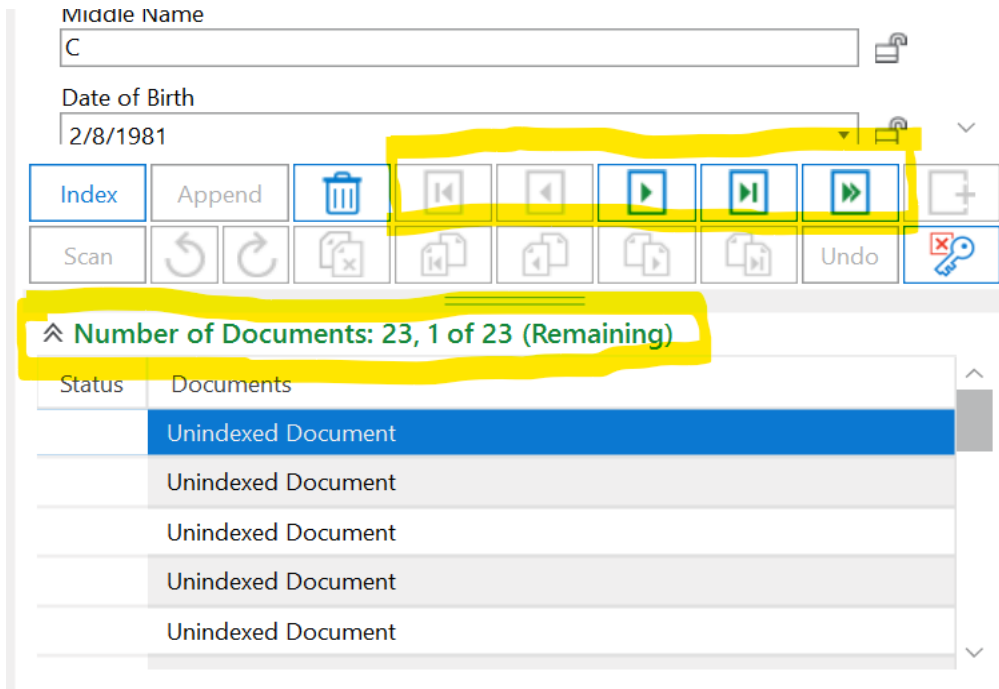 Middle Name
C
Date of Birth
2/8/1981
Index Append
Scan Undo
Number of Documents: 23, 1 of 23 (Remaining)
Status Documents
Unindexed Document
Unindexed Document
Unindexed Document
Unindexed Document
Unindexed Document